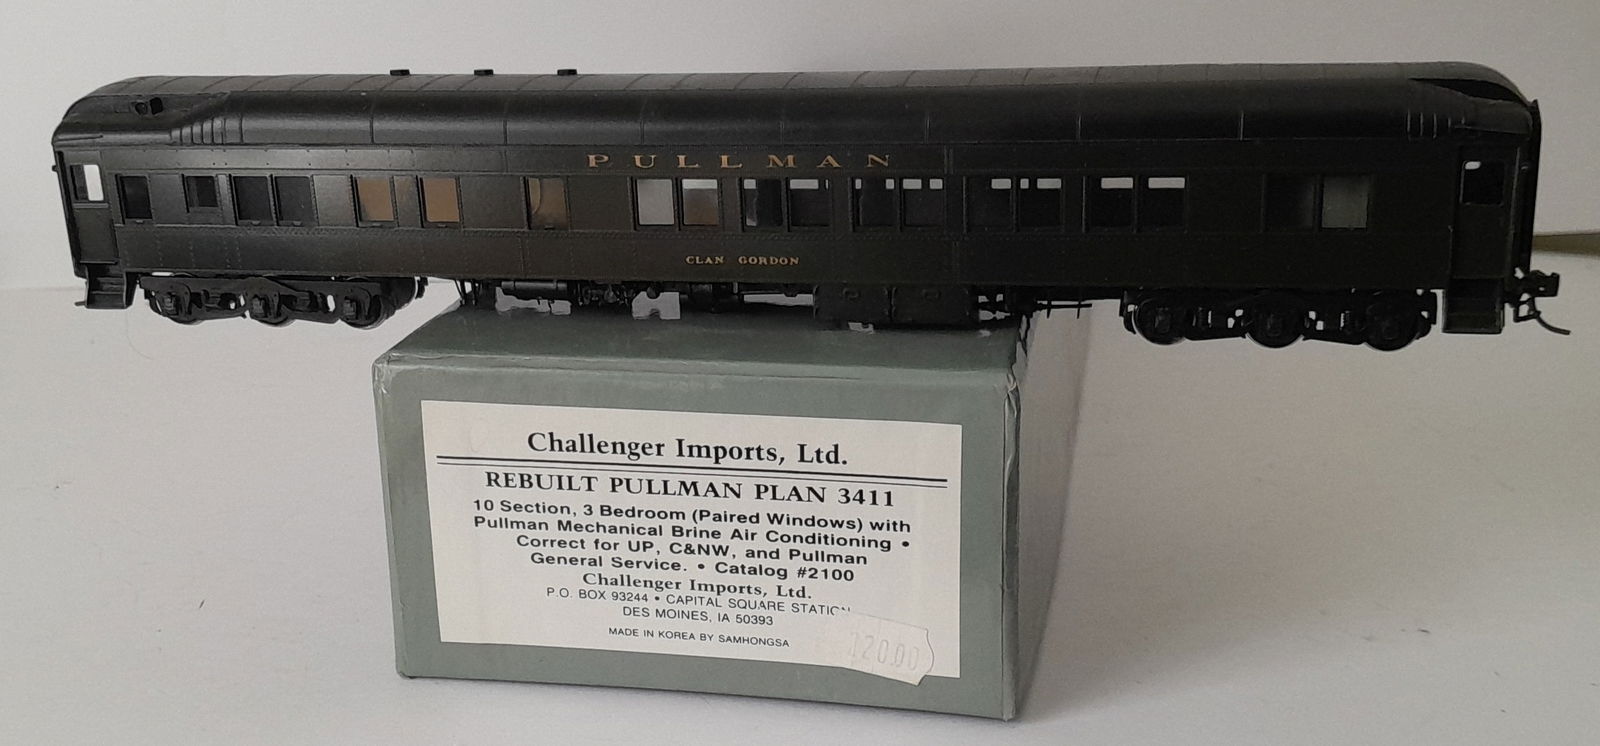 PULLMAN
CLAN GORDON
Challenger Imports, Ltd.
REBUILT PULLMAN PLAN 3411
10 Section, 3 Bedroom (Paired Windows) with
Pullman Mechanical Brine Air Conditioning •
Correct for UP, C&NW, and Pullman
General Service. • Catalog #2100
Challenger Imports, Ltd.
P.O. BOX 93244 • CAPITAL SQUARE
DES MOINES, IA 50393
MADE IN KOREA BY SAMHONGSA
120.00